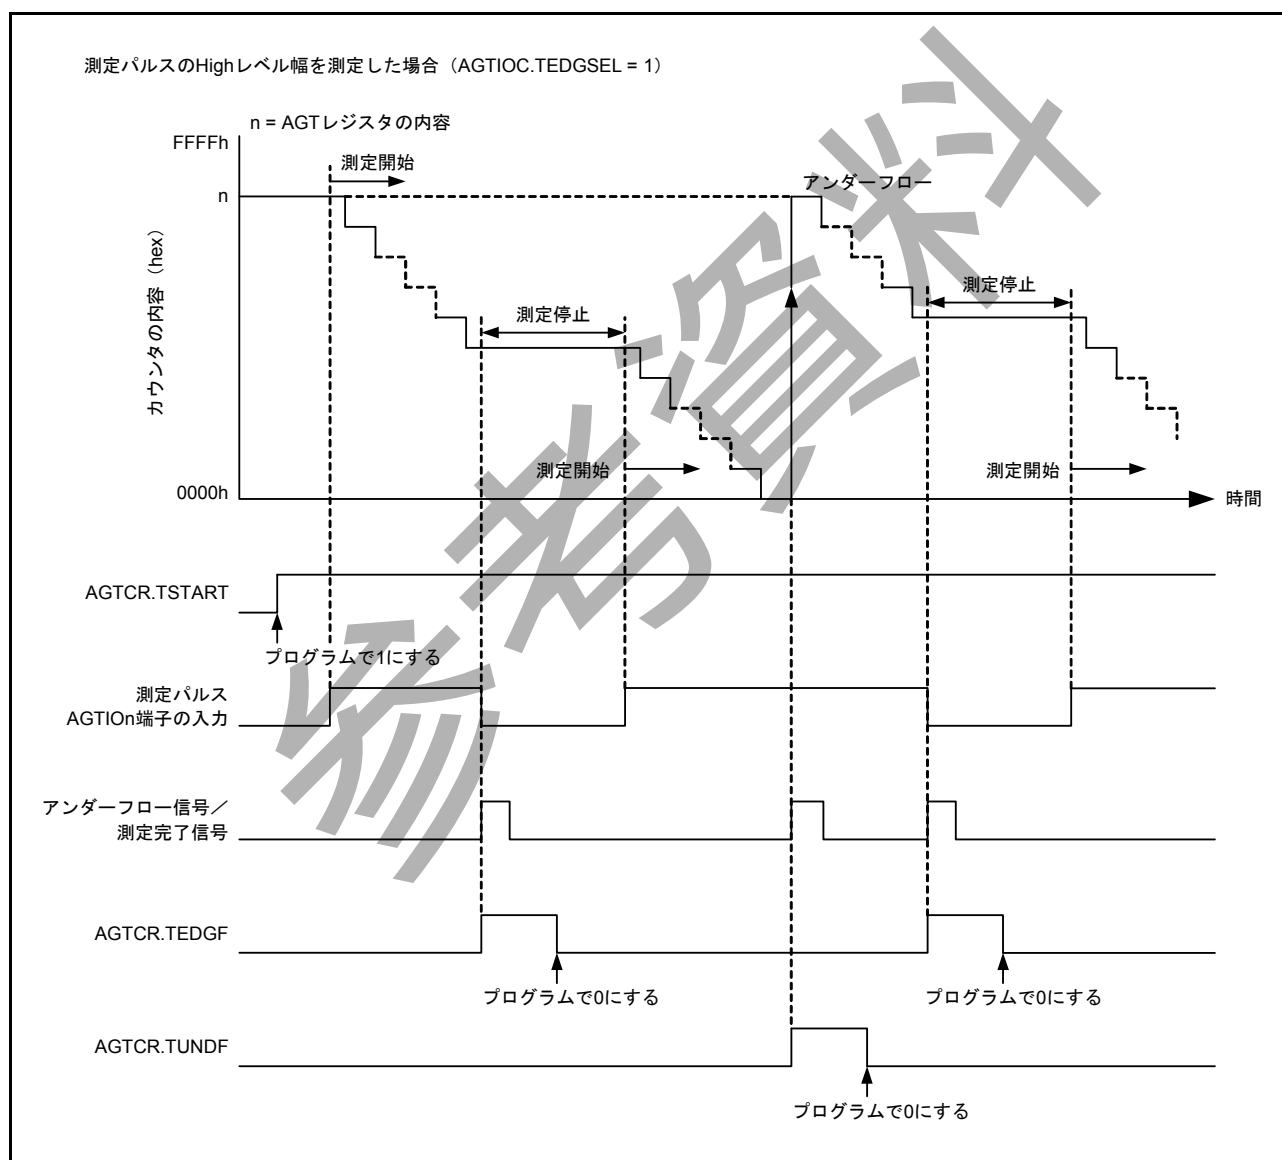 測定パルスのHighレベル幅を測定した場合（AGTIOC.TEDGSEL = 1）
n = AGTレジスタの内容
FFFFh
測定開始
n
アンダーフロー
カウンタの内容（hex）
測定停止
測定停止
測定開始
測定開始
0000h
時間
AGTCR.TSTART
プログラムで1にする
測定パルス
AGTIOn端子の入力
アンダーフロー信号／
測定完了信号
AGTCR.TEDGF
プログラムで0にする
プログラムで0にする
AGTCR.TUNDF
プログラムで0にする
参考資料